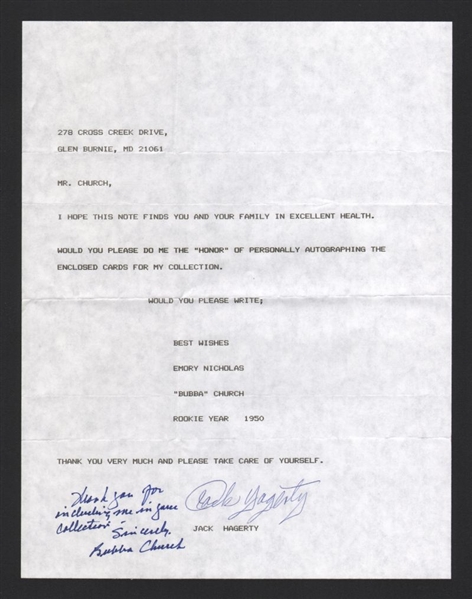 278 CROSS CREEK DRIVE,
GLEN BURNIE, MD 21061
MR. CHURCH,
I HOPE THIS NOTE FINDS YOU AND YOUR FAMILY IN EXCELLENT HEALTH.
WOULD YOU PLEASE DO ME THE "HONOR" OF PERSONALLY AUTOGRAPHING THE
ENCLOSED CARDS FOR MY COLLECTION.
WOULD YOU PLEASE WRITE;
BEST WISHES
EMORY NICHOLAS
"BUBBA" CHURCH
ROOKIE YEAR 1950
THANK YOU VERY MUCH AND PLEASE TAKE CARE OF YOURSELF.
Jack Hagerty
JACK HAGERTY
Thank you for
including me in your
collection -
Sincerely,
Bubba Church